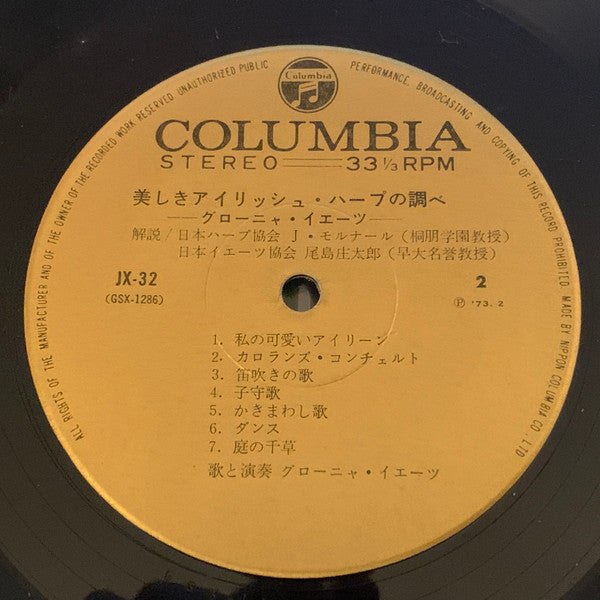 ALL RIGHTS OF THE MANUFACTURER AND OF THE OWNER OF THE RECORDED WORK RESERVED UNAUTHORIZED PUBLIC PERFORMANCE, BROADCASTING AND COPYING OF THIS RECORD PROHIBITED MADE BY NIPPON COLUMBIA CO., LTD
Columbia
COLUMBIA
STEREO 33 1/3 RPM
美しきアイリッシュ・ハープの調べ
—グローニャ・イエーツ—
解説/日本ハープ協会 J・モルナール(桐朋学園教授)
日本イエーツ協会 尾島庄太郎(早大名誉教授)
JX-32 2
(GSX-1286) Ⓟ '73. 2
1. 私の可愛いアイリーン
2. カロランズ・コンチェルト
3. 笛吹きの歌
4. 子守歌
5. かきまわし歌
6. ダンス
7. 庭の千草
歌と演奏 グローニャ・イエーツ